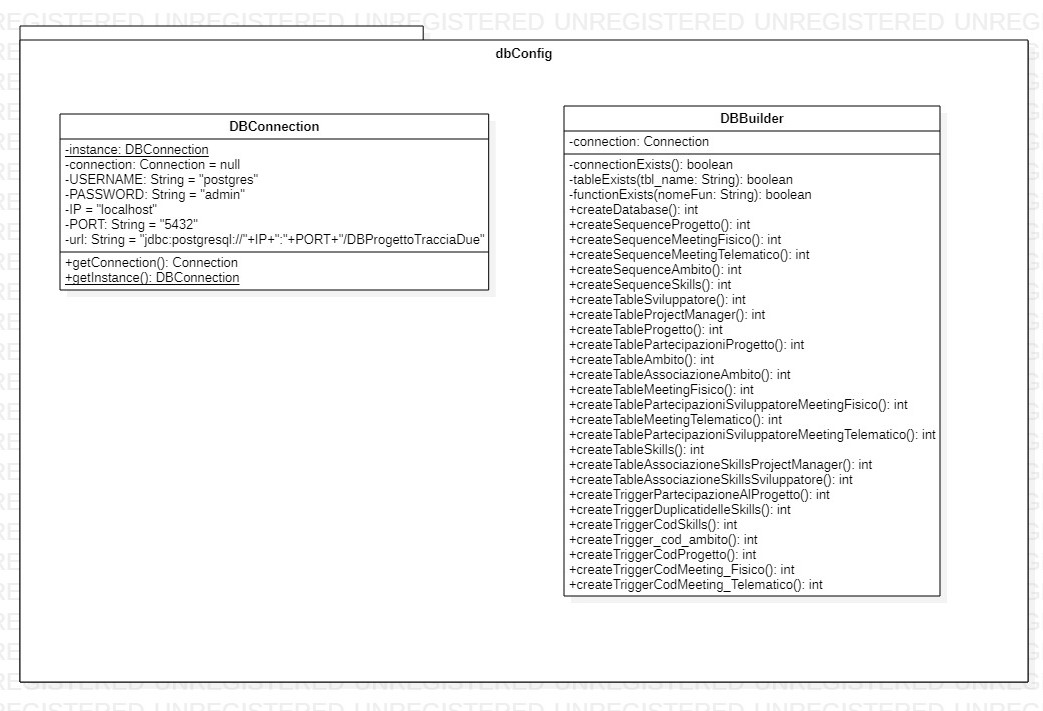 UNREGISTERED UNREGISTERED UNREGISTERED UNREGISTERED UNREG
dbConfig
DBConnection
-instance: DBConnection
-connection: Connection = null
-USERNAME: String = "postgres"
-PASSWORD: String = "admin"
-IP = "localhost"
-PORT: String = "5432"
-url: String = "jdbc:postgresql://"+IP+":"+PORT+"/DBProgettoTracciaDue"
+getConnection(): Connection
+getInstance(): DBConnection
DBBuilder
-connection: Connection
-connectionExists(): boolean
-tableExists(tbl_name: String): boolean
-functionExists(nomeFun: String): boolean
+createDatabase(): int
+createSequenceProgetto(): int
+createSequenceMeetingFisico(): int
+createSequenceMeetingTelematico(): int
+createSequenceAmbito(): int
+createSequenceSkills(): int
+createTableSviluppatore(): int
+createTableProjectManager(): int
+createTableProgetto(): int
+createTablePartecipazioniProgetto(): int
+createTableAmbito(): int
+createTableAssociazioneAmbito(): int
+createTableMeetingFisico(): int
+createTablePartecipazioniSviluppatoreMeetingFisico(): int
+createTableMeetingTelematico(): int
+createTablePartecipazioniSviluppatoreMeetingTelematico(): int
+createTableSkills(): int
+createTableAssociazioneSkillsProjectManager(): int
+createTableAssociazioneSkillsSviluppatore(): int
+createTriggerPartecipazioneAlProgetto(): int
+createTriggerDuplicatidelleSkills(): int
+createTriggerCodSkills(): int
+createTrigger_cod_ambito(): int
+createTriggerCodProgetto(): int
+createTriggerCodMeeting_Fisico(): int
+createTriggerCodMeeting_Telematico(): int